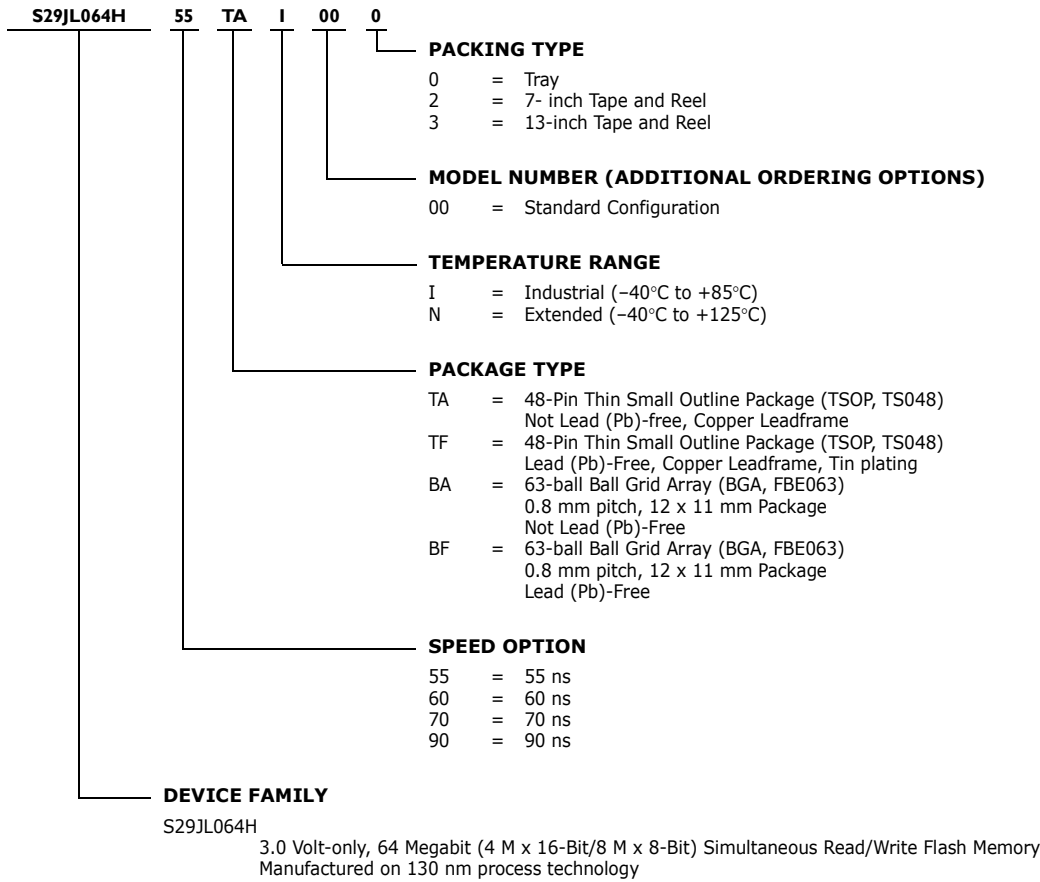 S29JL064H 55 TA I 00 0
PACKING TYPE
0 = Tray
2 = 7- inch Tape and Reel
3 = 13-inch Tape and Reel
MODEL NUMBER (ADDITIONAL ORDERING OPTIONS)
00 = Standard Configuration
TEMPERATURE RANGE
I = Industrial (–40°C to +85°C)
N = Extended (–40°C to +125°C)
PACKAGE TYPE
TA = 48-Pin Thin Small Outline Package (TSOP, TS048)
Not Lead (Pb)-free, Copper Leadframe
TF = 48-Pin Thin Small Outline Package (TSOP, TS048)
Lead (Pb)-Free, Copper Leadframe, Tin plating
BA = 63-ball Ball Grid Array (BGA, FBE063)
0.8 mm pitch, 12 x 11 mm Package
Not Lead (Pb)-Free
BF = 63-ball Ball Grid Array (BGA, FBE063)
0.8 mm pitch, 12 x 11 mm Package
Lead (Pb)-Free
SPEED OPTION
55 = 55 ns
60 = 60 ns
70 = 70 ns
90 = 90 ns
DEVICE FAMILY
S29JL064H
3.0 Volt-only, 64 Megabit (4 M x 16-Bit/8 M x 8-Bit) Simultaneous Read/Write Flash Memory
Manufactured on 130 nm process technology